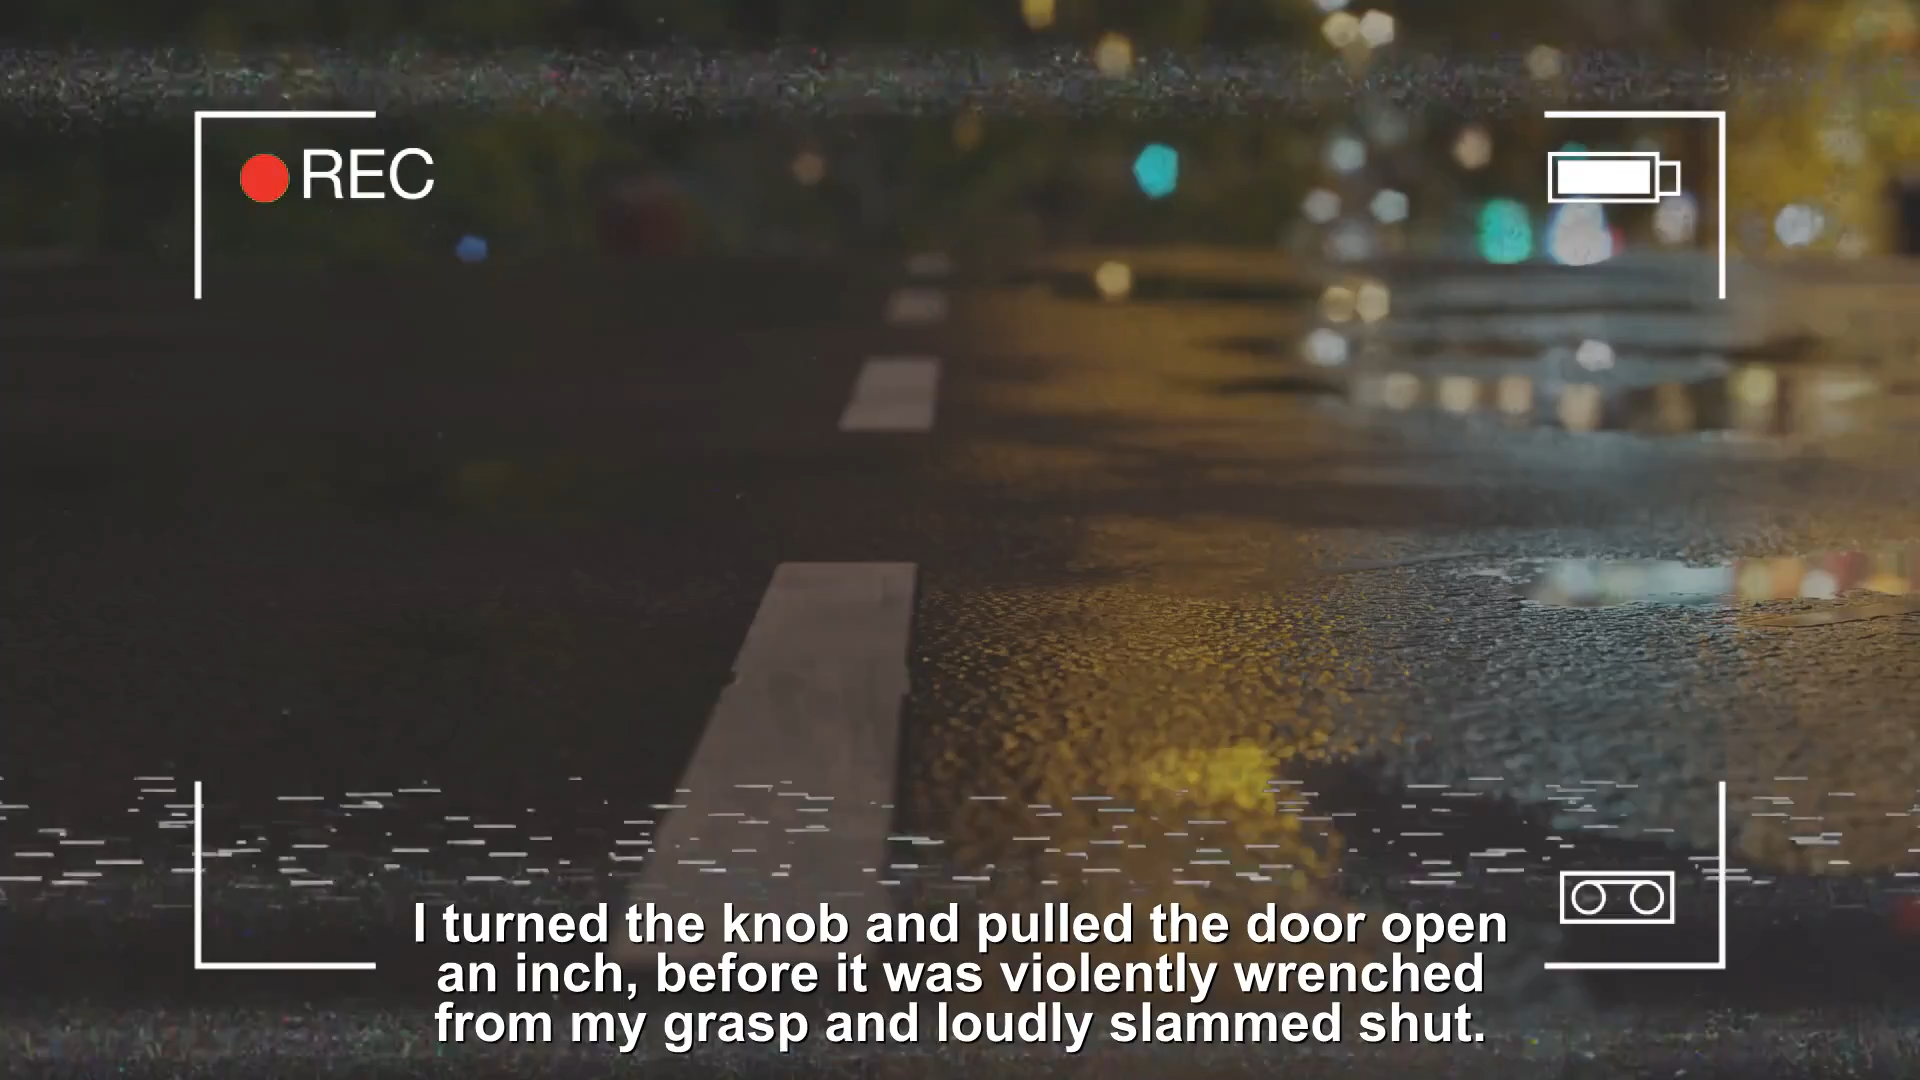 REC
I turned the knob and pulled the door open
an inch, before it was violently wrenched
from my grasp and loudly slammed shut.